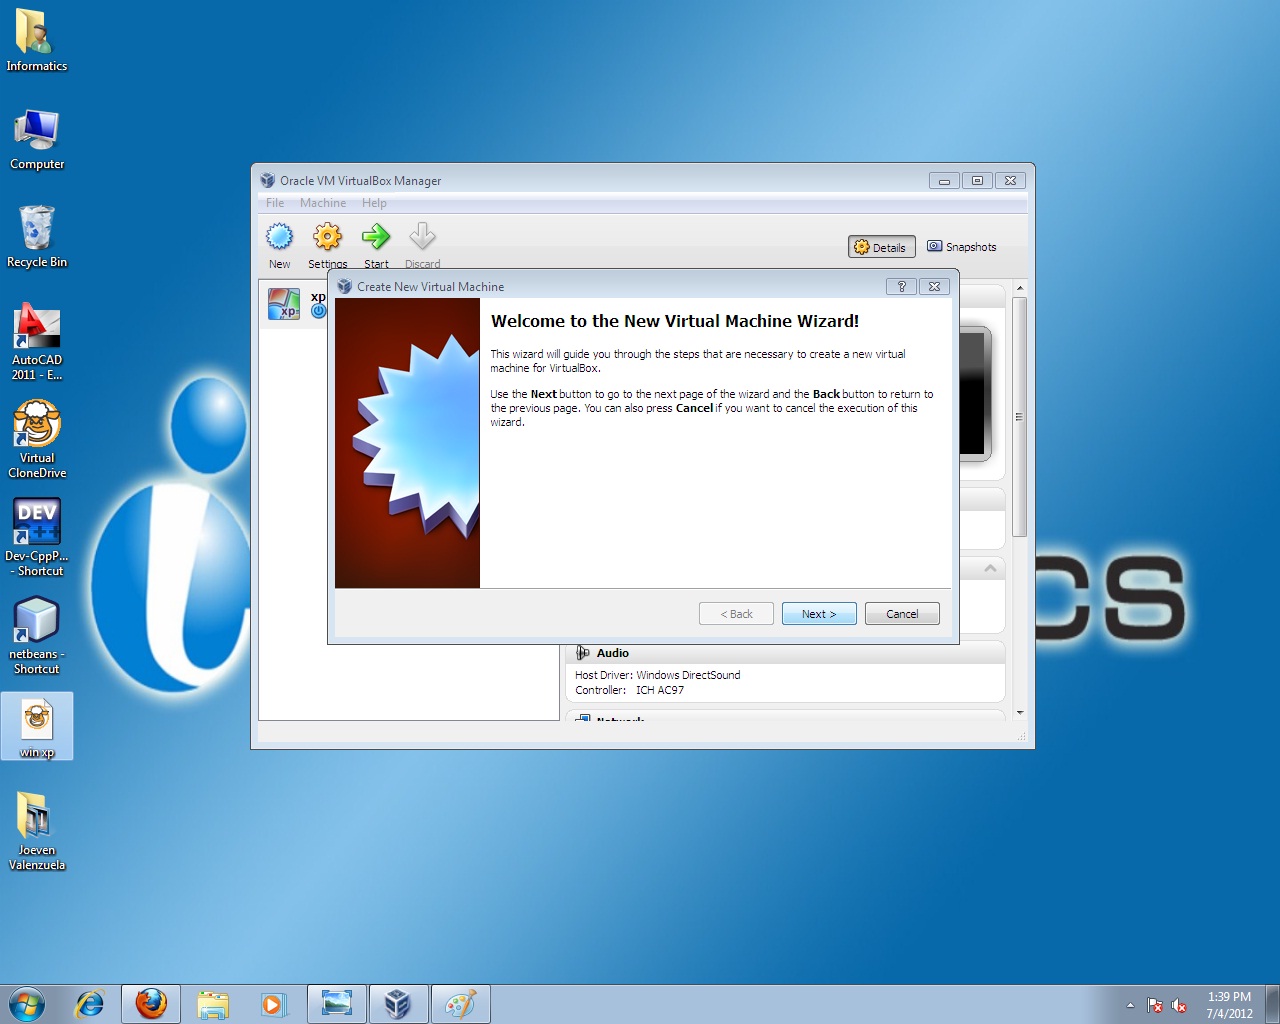 Informatics
Computer
Recycle Bin
AutoCAD
2011 - E...
Virtual
CloneDrive
DEV
C++
Dev-CppP...
- Shortcut
netbeans -
Shortcut
win xp
Joeven
Valenzuela
Oracle VM VirtualBox Manager
File Machine Help
New Settings Start Discard
Details Snapshots
xp
xp
Create New Virtual Machine
?
Welcome to the New Virtual Machine Wizard!
This wizard will guide you through the steps that are necessary to create a new virtual
machine for VirtualBox.
Use the Next button to go to the next page of the wizard and the Back button to return to
the previous page. You can also press Cancel if you want to cancel the execution of this
wizard.
< Back Next > Cancel
Audio
Host Driver: Windows DirectSound
Controller: ICH AC97
Network
cs
1:39 PM
7/4/2012